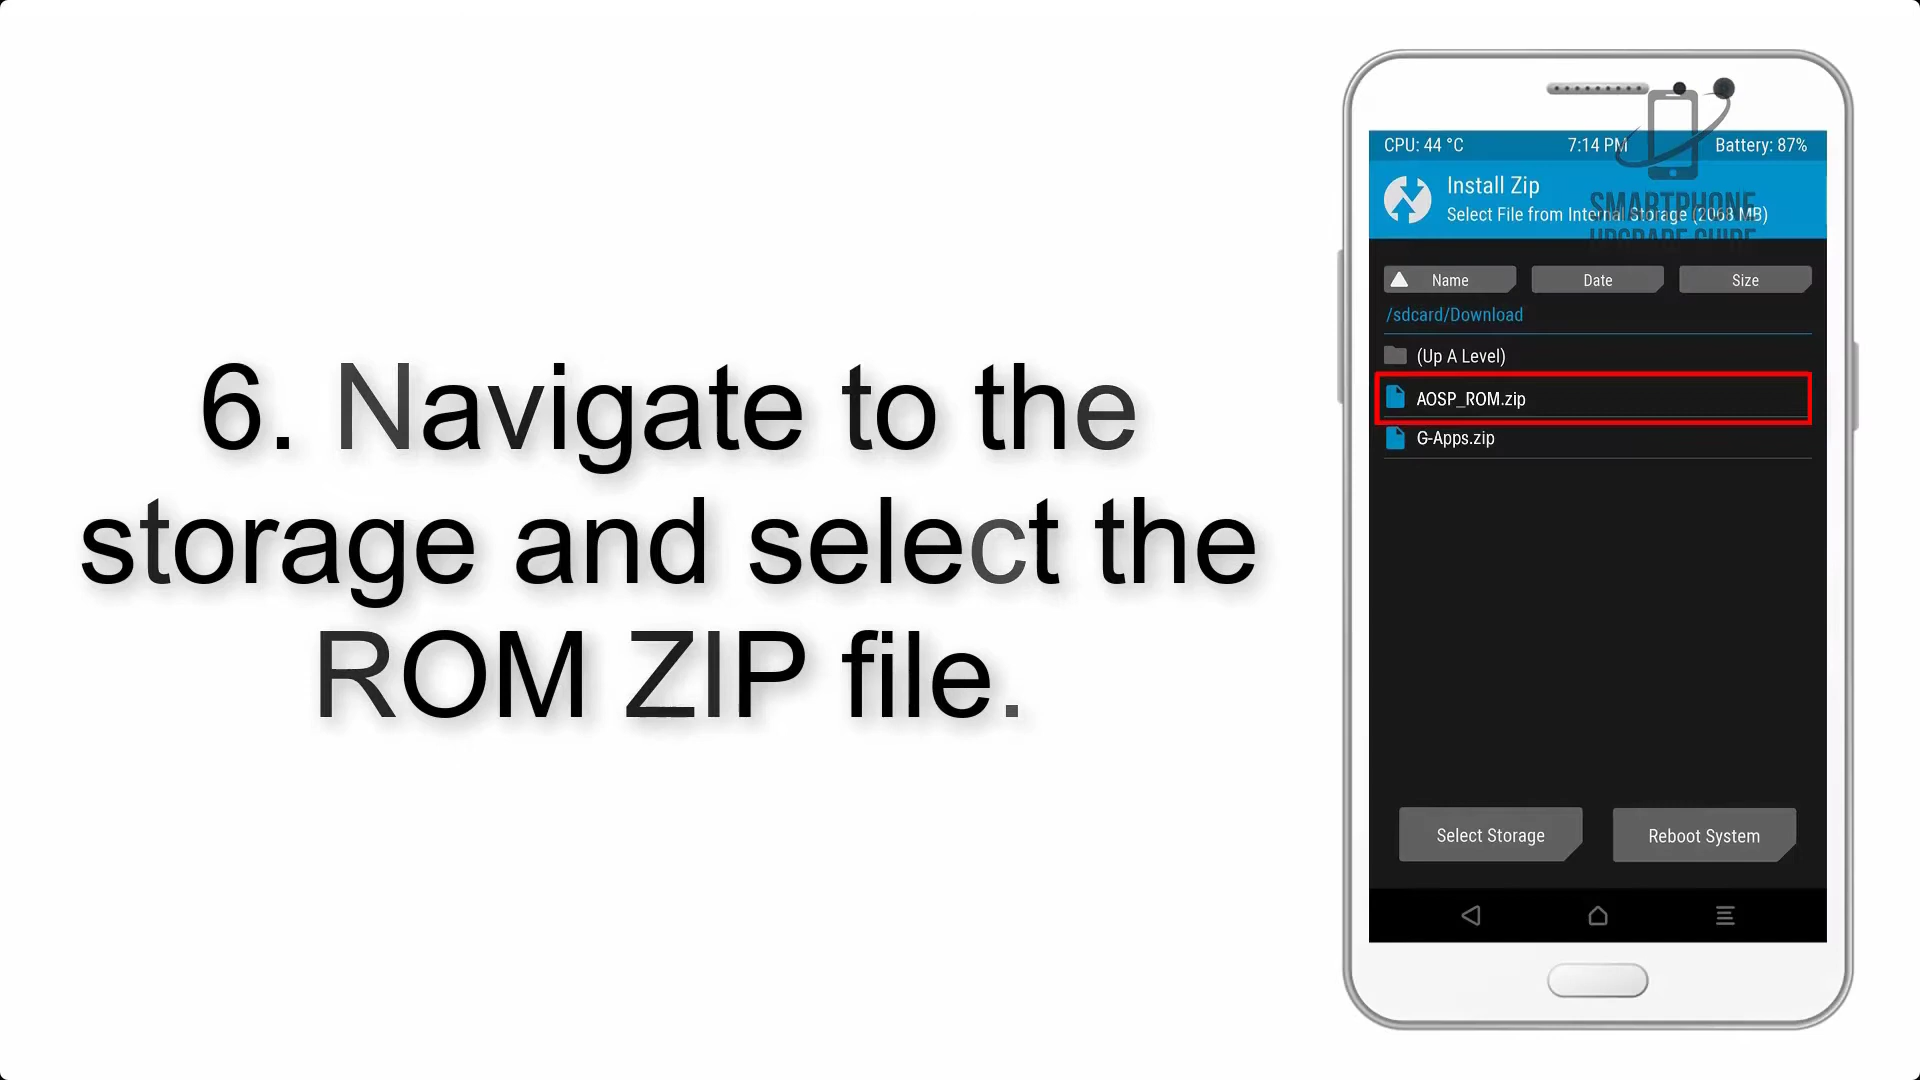 6. Navigate to the
storage and select the
ROM ZIP file.
CPU: 44 °C 7:14 PM Battery: 87%
Install Zip
Select File from Internal Storage (2068 MB)
SMARTPHONE
UPGRADE GUIDE
Name Date Size
/sdcard/Download
(Up A Level)
AOSP_ROM.zip
G-Apps.zip
Select Storage Reboot System